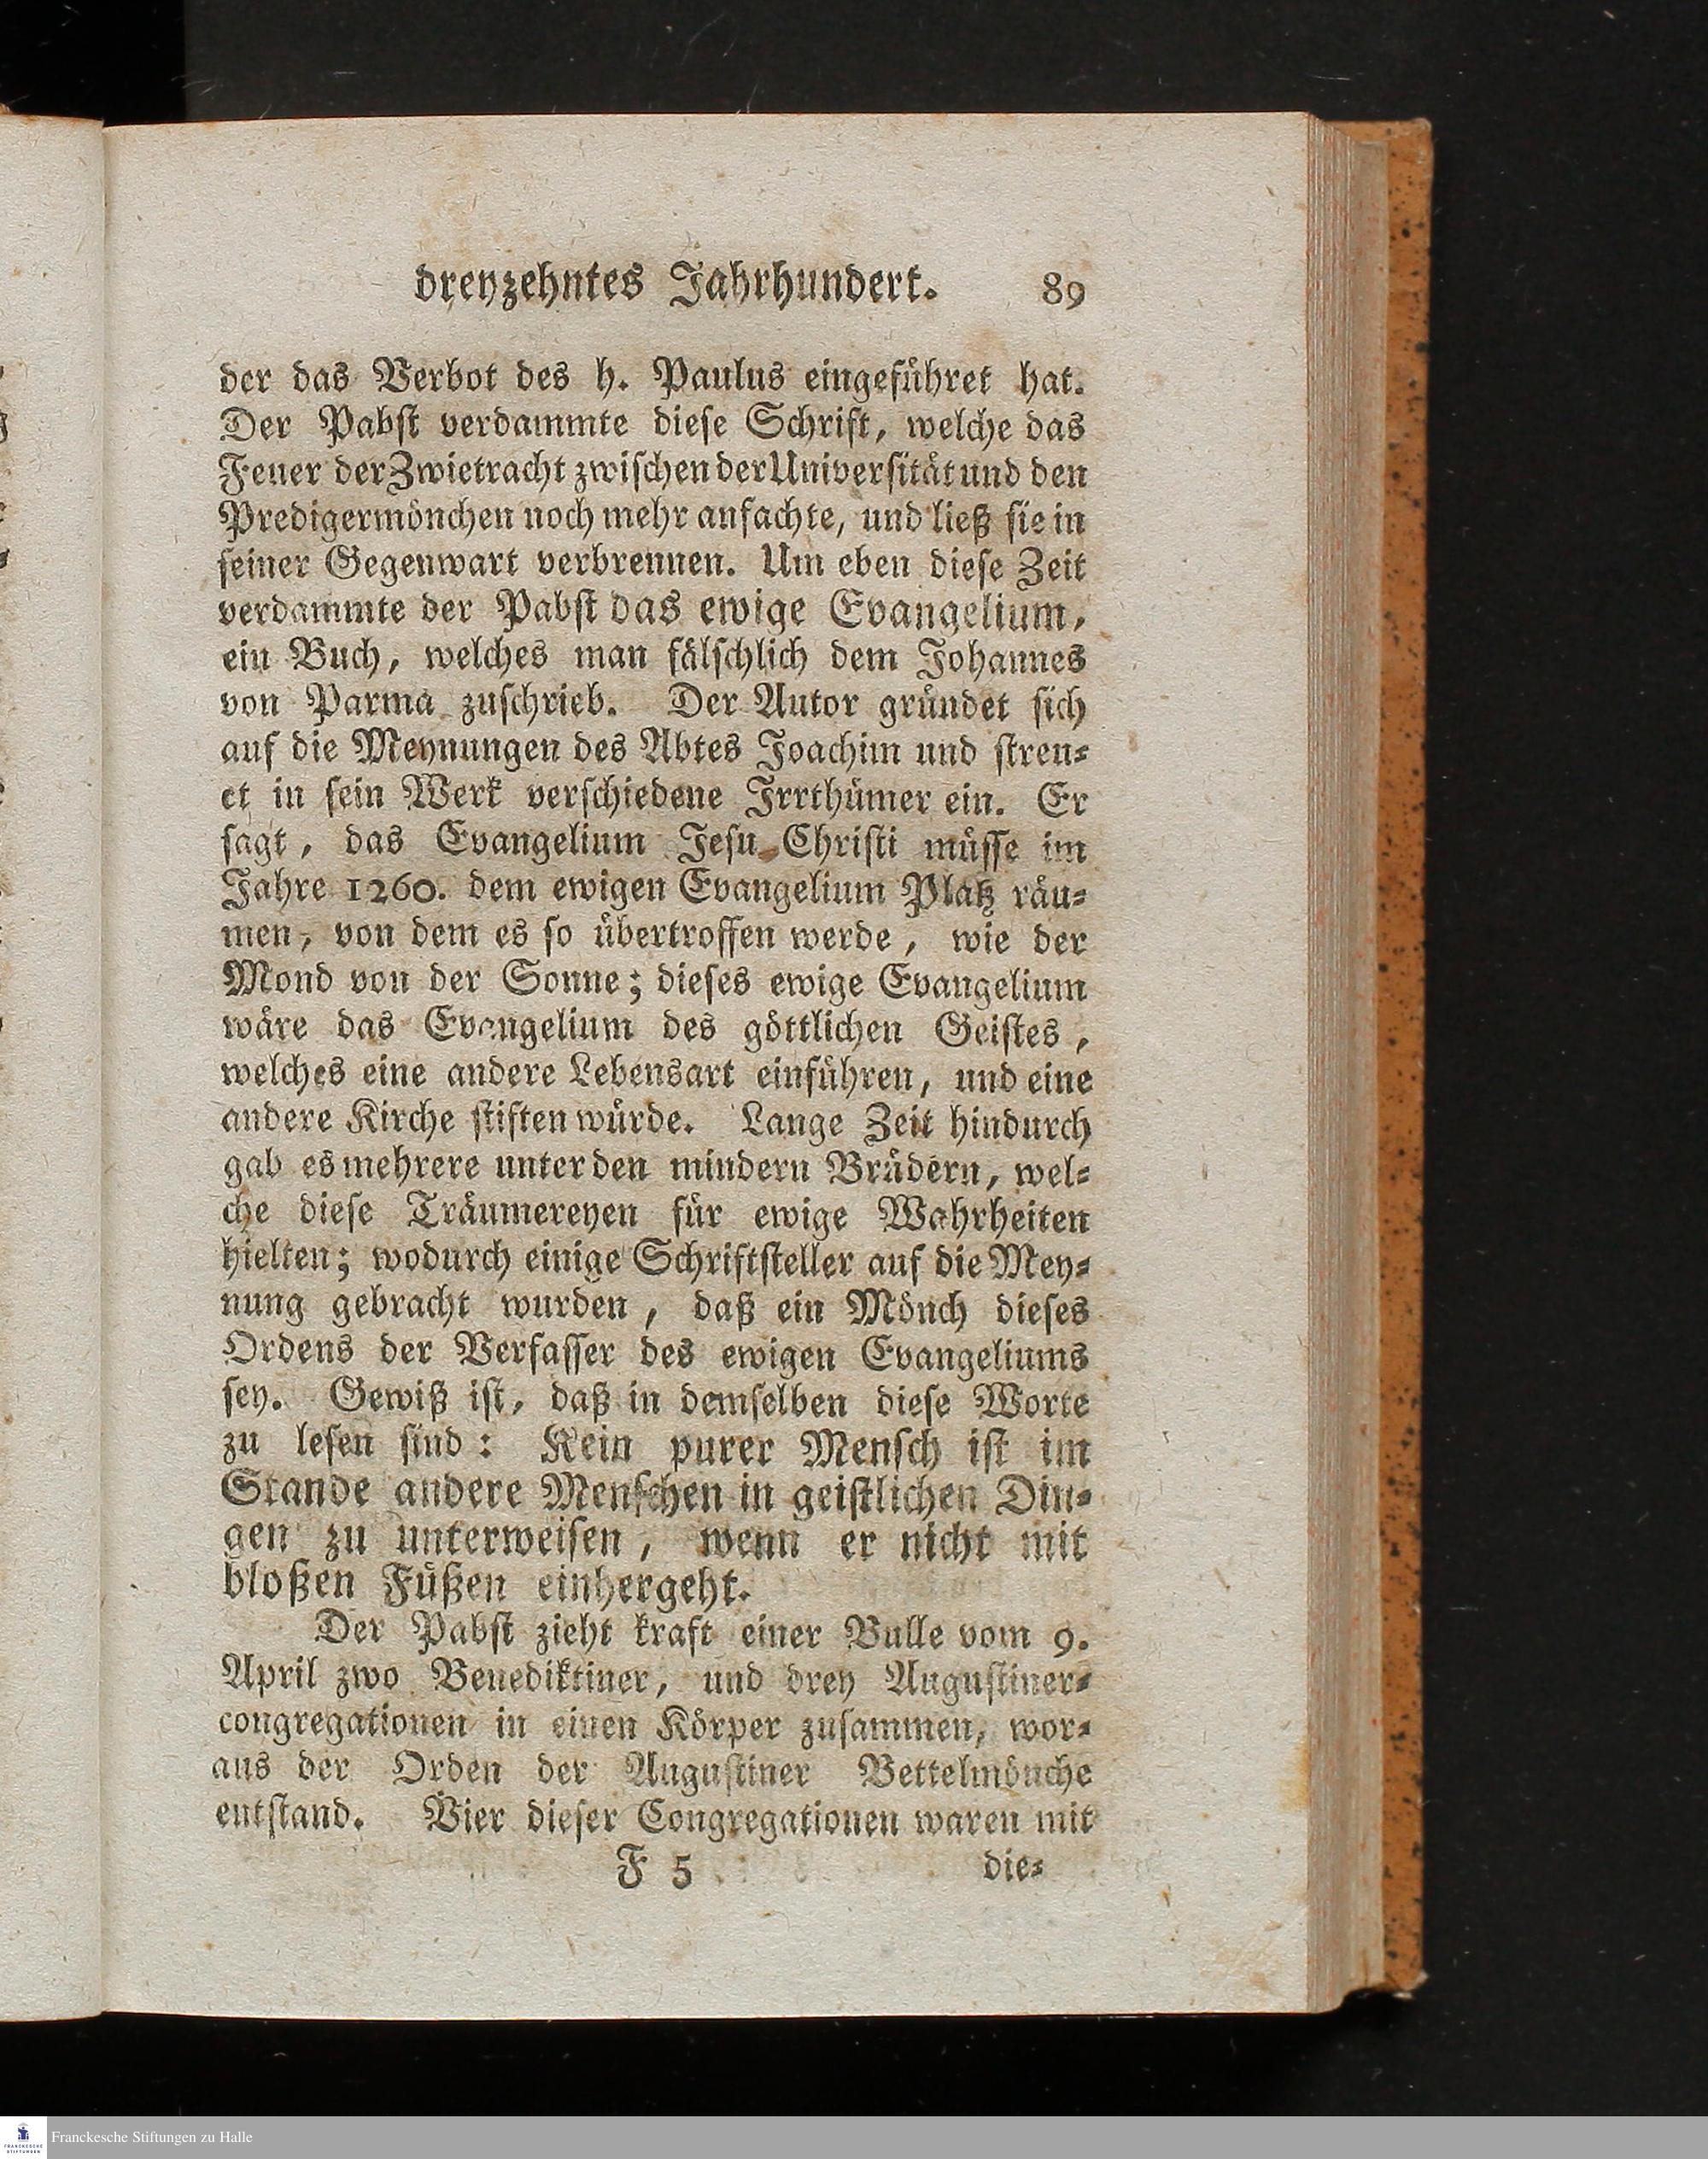 dreyzehntes Jahrhundert. 89
der das Verbot des h. Paulus eingeführet hat.
Der Pabst verdammte diese Schrift, welche das
Feuer der Zwietracht zwischen der Universität und den
Predigermönchen noch mehr anfachte, und ließ sie in
seiner Gegenwart verbrennen. Um eben diese Zeit
verdammte der Pabst das ewige Evangelium,
ein Buch, welches man fälschlich dem Johannes
von Parma zuschrieb. Der Autor gründet sich
auf die Meynungen des Abtes Joachim und streu-
et in sein Werk verschiedene Irrthümer ein. Er
sagt, das Evangelium Jesu Christi müsse im
Jahre 1260. dem ewigen Evangelium Platz räu-
men, von dem es so übertroffen werde, wie der
Mond von der Sonne; dieses ewige Evangelium
wäre das Evangelium des göttlichen Geistes,
welches eine andere Lebensart einführen, und eine
andere Kirche stiften würde. Lange Zeit hindurch
gab es mehrere unter den mindern Brüdern, wel-
che diese Träumereyen für ewige Wahrheiten
hielten; wodurch einige Schriftsteller auf die Mey-
nung gebracht wurden, daß ein Mönch dieses
Ordens der Verfasser des ewigen Evangeliums
sey. Gewiß ist, daß in demselben diese Worte
zu lesen sind: Kein purer Mensch ist im
Stande andere Menschen in geistlichen Din-
gen zu unterweisen, wenn er nicht mit
bloßen Füßen einhergeht.
Der Pabst zieht kraft einer Bulle vom 9.
April zwo Benediktiner, und drey Augustiner-
congregationen in einen Körper zusammen, wor-
aus der Orden der Augustiner Bettelmönche
entstand. Vier dieser Congregationen waren mit
F 5 die-
Franckesche Stiftungen zu Halle